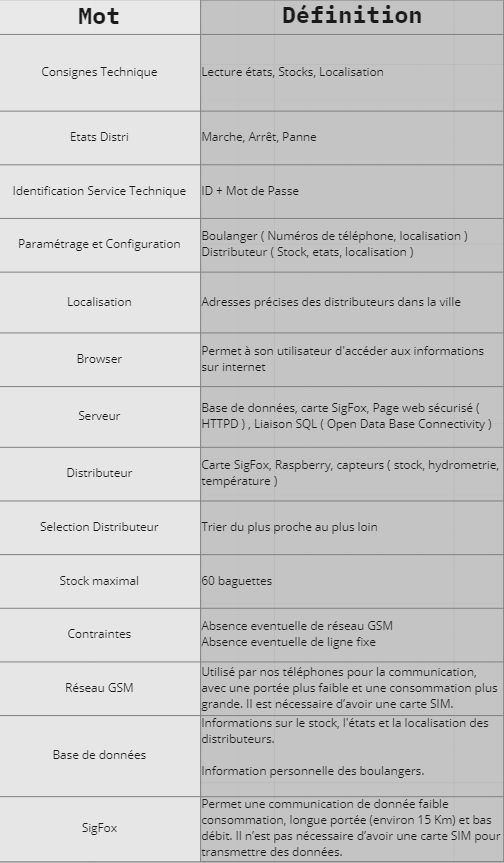 Mot Définition
Consignes Technique Lecture états, Stocks, Localisation
Etats Distri Marche, Arrêt, Panne
Identification Service Technique ID + Mot de Passe
Paramétrage et Configuration
Boulanger ( Numéros de téléphone, localisation )
Distributeur ( Stock, etats, localisation )
Localisation Adresses précises des distributeurs dans la ville
Browser
Permet à son utilisateur d'accéder aux informations
sur internet
Serveur
Base de données, carte SigFox, Page web sécurisé (
HTTPD ) , Liaison SQL ( Open Data Base Connectivity )
Distributeur
Carte SigFox, Raspberry, capteurs ( stock, hydrometrie,
température )
Selection Distributeur Trier du plus proche au plus loin
Stock maximal 60 baguettes
Contraintes
Absence eventuelle de réseau GSM
Absence eventuelle de ligne fixe
Réseau GSM
Utilisé par nos téléphones pour la communication,
avec une portée plus faible et une consommation plus
grande. Il est nécessaire d'avoir une carte SIM.
Base de données
Informations sur le stock, l'états et la localisation des
distributeurs.
Information personnelle des boulangers.
SigFox
Permet une communication de donnée faible
consommation, longue portée (environ 15 Km) et bas
débit. Il n'est pas nécessaire d'avoir une carte SIM pour
transmettre des données.